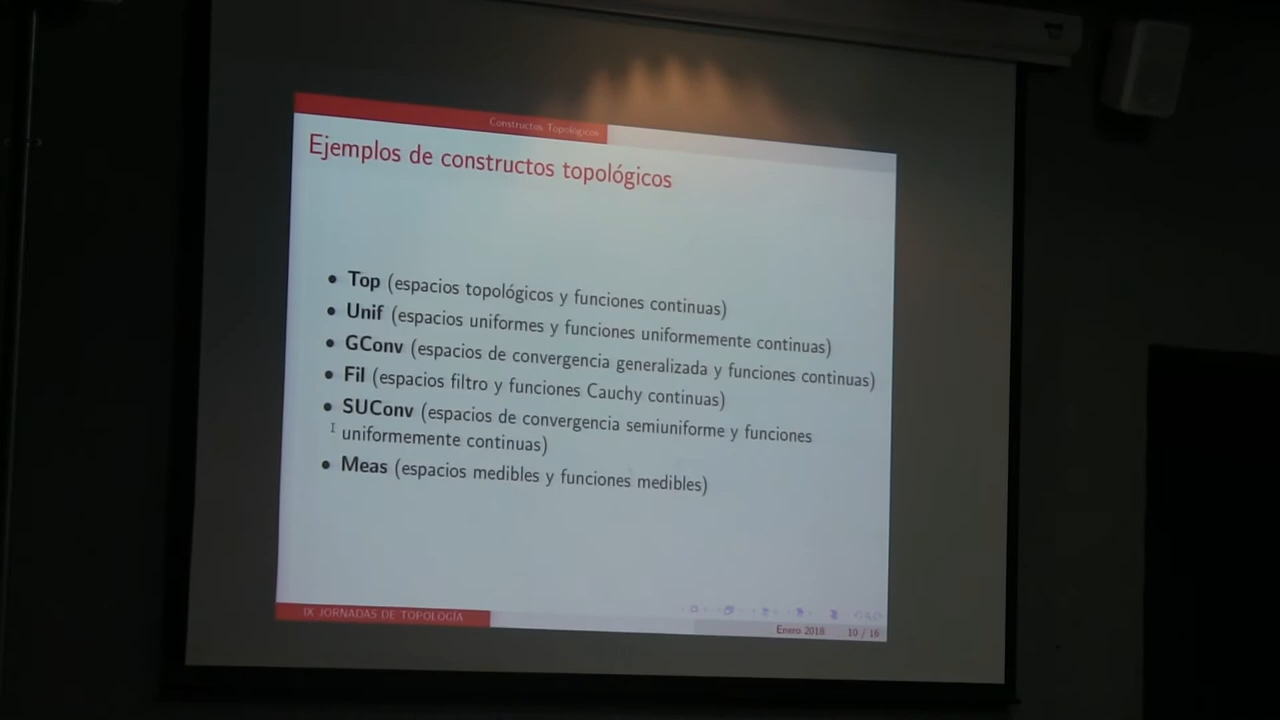 Constructos Topológicos
Ejemplos de constructos topológicos
• Top (espacios topológicos y funciones continuas)
• Unif (espacios uniformes y funciones uniformemente continuas)
• GConv (espacios de convergencia generalizada y funciones continuas)
• Fil (espacios filtro y funciones Cauchy continuas)
• SUConv (espacios de convergencia semiuniforme y funciones
uniformemente continuas)
• Meas (espacios medibles y funciones medibles)
IX JORNADAS DE TOPOLOGÍA
Enero 2018 10 / 16